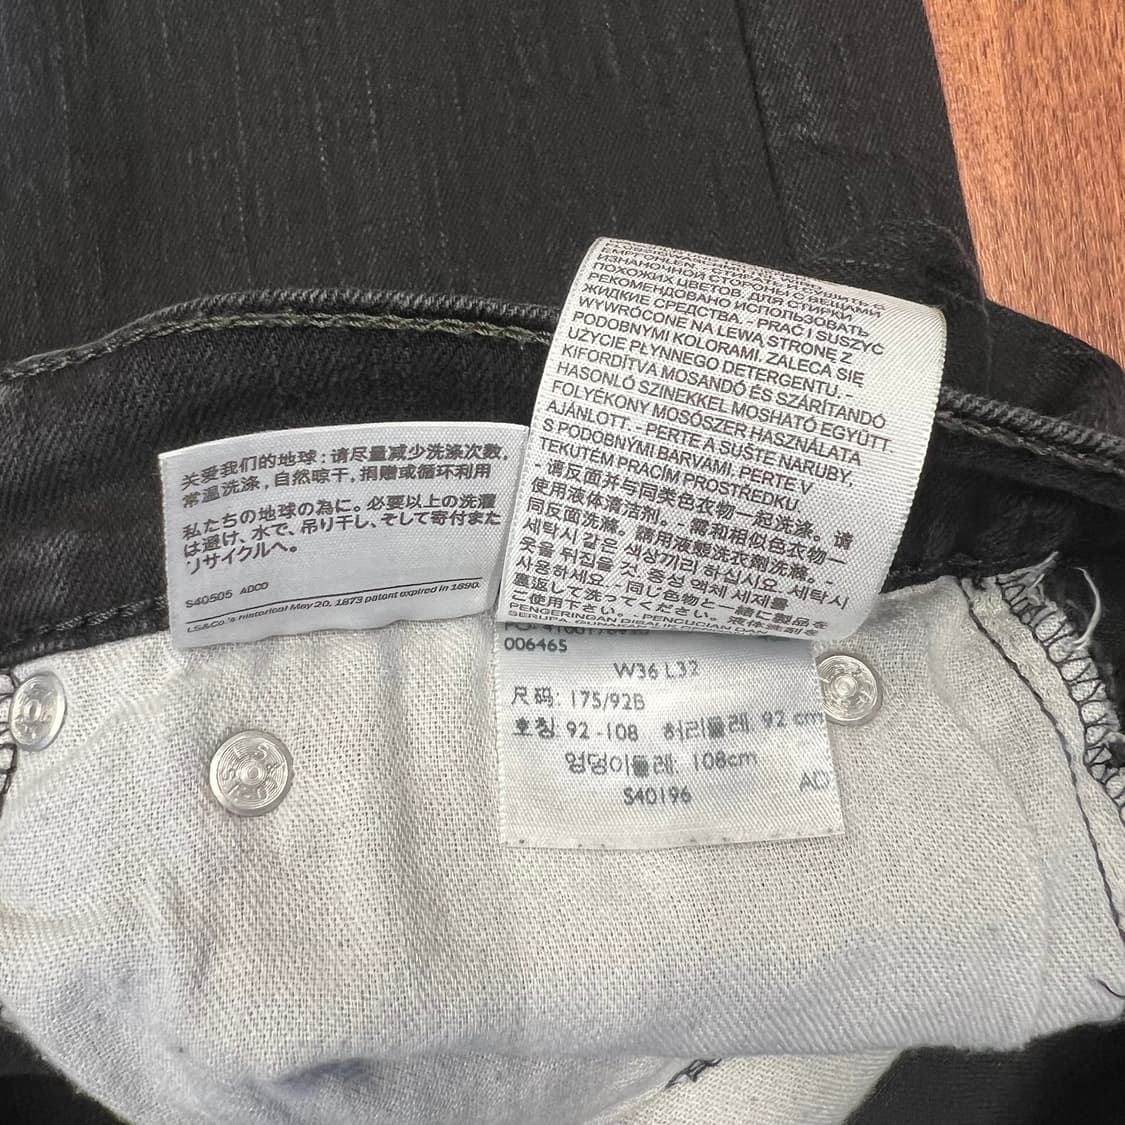 关爱我们的地球：请尽量减少洗涤次数，
常温洗涤，自然晾干，捐赠或循环利用
私たちの地球の為に。必要以上の洗濯
は避け、水で、吊り干し、そして寄付また
リサイクルへ。
S40505 ADCO
LS&Co.'s historical May 20, 1873 patent expired in 1890.
ИЗНАНОЧНОЙ СТОРОНЫ С ВЕЩАМИ
ПОХОЖИХ ЦВЕТОВ. ДЛЯ СТИРКИ
РЕКОМЕНДОВАНО ИСПОЛЬЗОВАТЬ
ЖИДКИЕ СРЕДСТВА. - PRAĆ I SUSZYĆ
WYWRÓCONE NA LEWĄ STRONĘ Z
PODOBNYMI KOLORAMI. ZALECA SIĘ
UŻYCIE PŁYNNEGO DETERGENTU. -
KIFORDÍTVA MOSANDÓ ÉS SZÁRÍTANDÓ
HASONLÓ SZINEKKEL MOSHATÓ EGYÜTT.
FOLYÉKONY MOSÓSZER HASZNÁLATA
AJÁNLOTT. - PERTE A SUŠTE NARUBY.
S PODOBNÝMI BARVAMI. PERTE V
TEKUTÉM PRACÍM PROSTŘEDKU.
- 请反面并与同类色衣物一起洗涤。请
使用液体清洁剂。- 需和相似色衣物一
同反面洗滌。請用液態洗衣劑洗滌。-
세탁시 같은 색상끼리 하십시오. 세탁시
옷을 뒤집을 것. 중성 액체 세제를
사용하세요. - 同じ色物と一緒に製品を
裏返して洗ってください。液体洗剤を
ご使用下さい。- PENGERINGAN DISALIK. PENCUCIAN DAN
006465
W36 L32
尺码: 175/92B
호칭 92 -108 허리둘레 92 cm
엉덩이둘레. 108cm
S40196